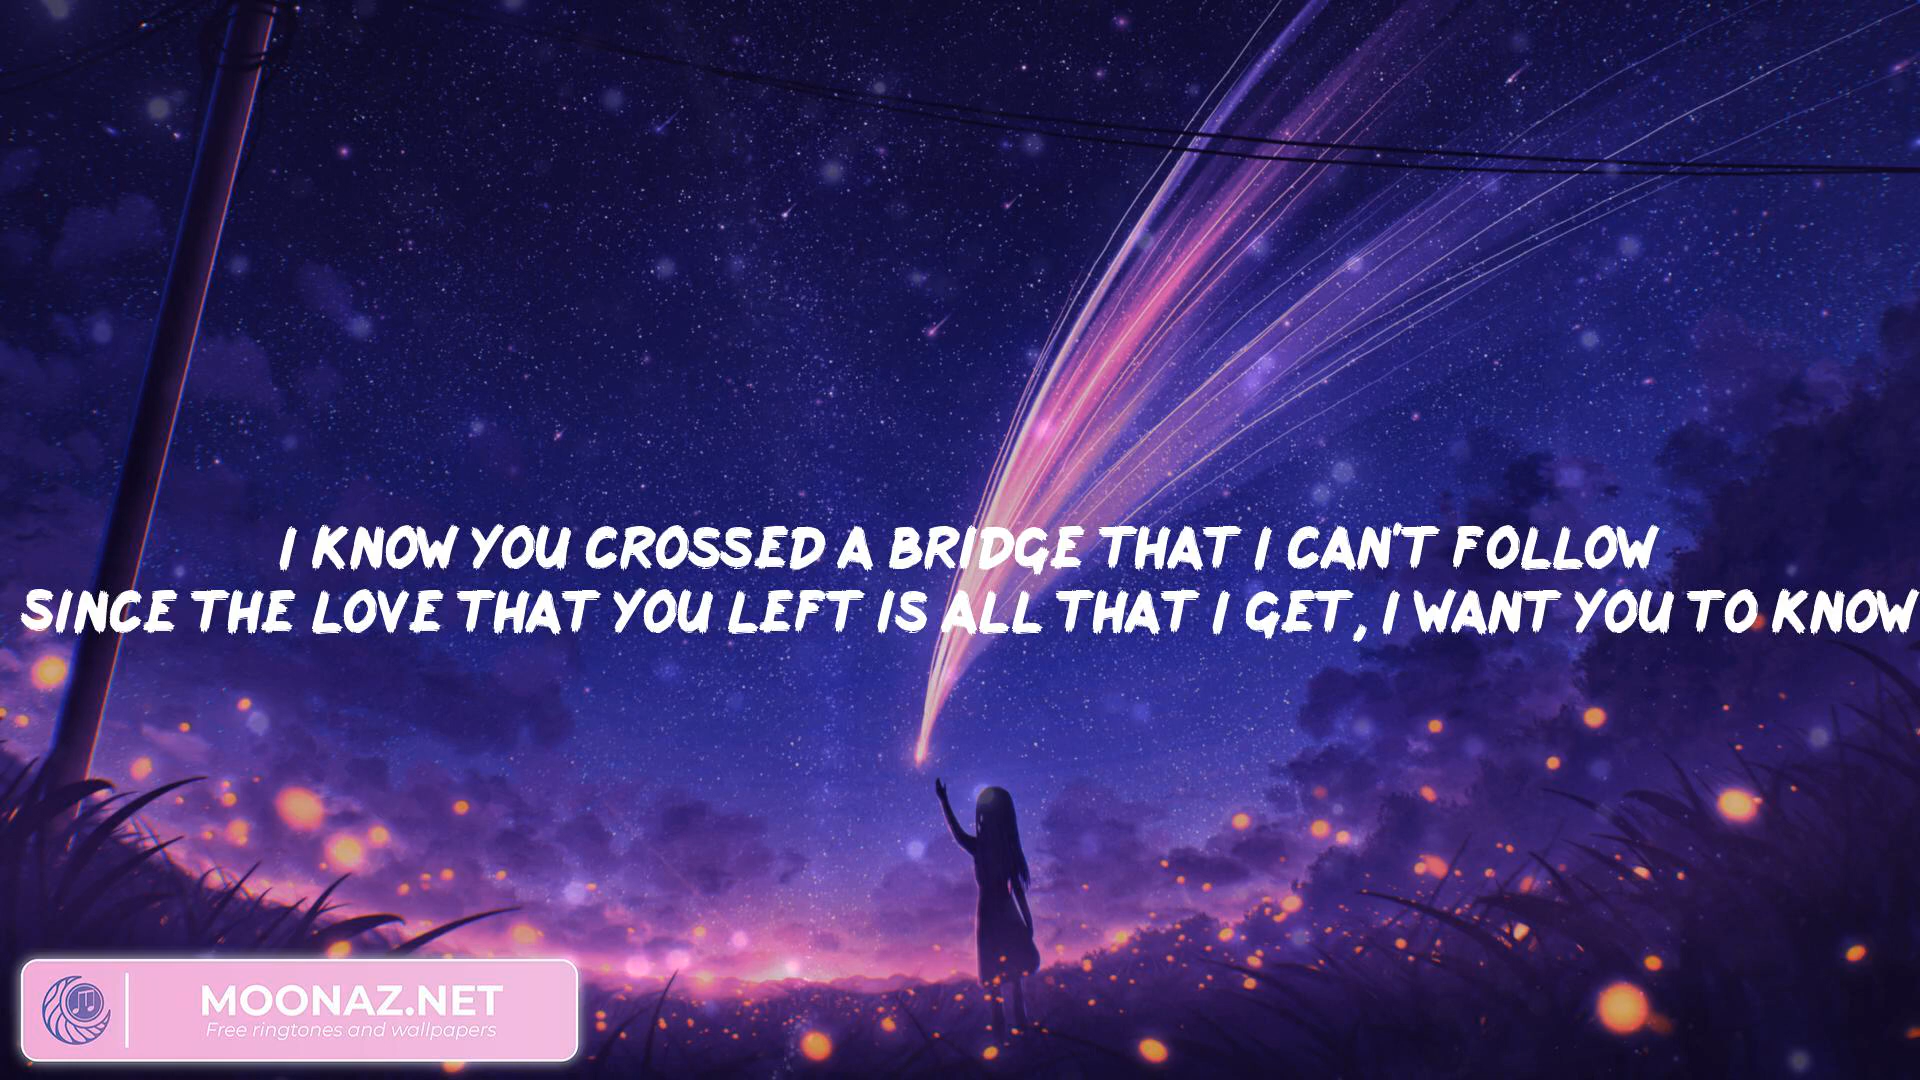 I KNOW YOU CROSSED A BRIDGE THAT I CAN'T FOLLOW
SINCE THE LOVE THAT YOU LEFT IS ALL THAT I GET, I WANT YOU TO KNOW
MOONAZ.NET
Free ringtones and wallpapers